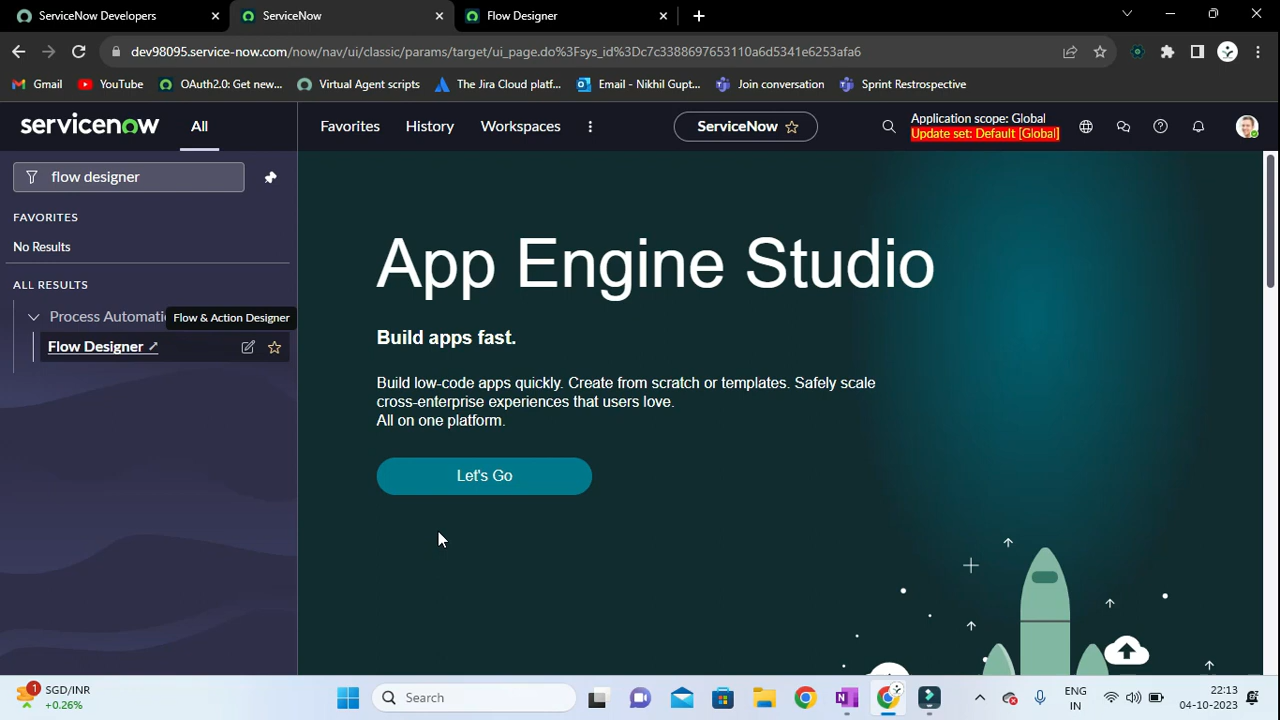 ServiceNow Developers
ServiceNow
Flow Designer
dev98095.service-now.com/now/nav/ui/classic/params/target/ui_page.do%3Fsys_id%3Dc7c3388697653110a6d5341e6253afa6
Gmail
YouTube
OAuth2.0: Get new...
Virtual Agent scripts
The Jira Cloud platf...
Email - Nikhil Gupt...
Join conversation
Sprint Restrospective
servicenow
All
Favorites
History
Workspaces
ServiceNow
Application scope: Global
Update set: Default [Global]
flow designer
FAVORITES
No Results
ALL RESULTS
Process Automati
Flow & Action Designer
Flow Designer
App Engine Studio
Build apps fast.
Build low-code apps quickly. Create from scratch or templates. Safely scale
cross-enterprise experiences that users love.
All on one platform.
Let's Go
1
SGD/INR
+0.26%
Search
ENG
IN
22:13
04-10-2023